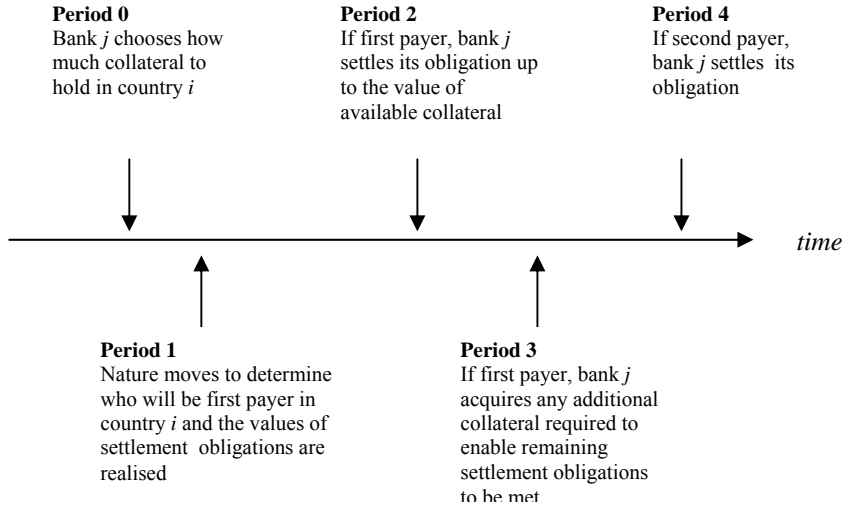 Period 0
Bank j chooses how
much collateral to
hold in country i
Period 2
If first payer, bank j
settles its obligation up
to the value of
available collateral
Period 4
If second payer,
bank j settles its
obligation
time
Period 1
Nature moves to determine
who will be first payer in
country i and the values of
settlement obligations are
realised
Period 3
If first payer, bank j
acquires any additional
collateral required to
enable remaining
settlement obligations
to be met